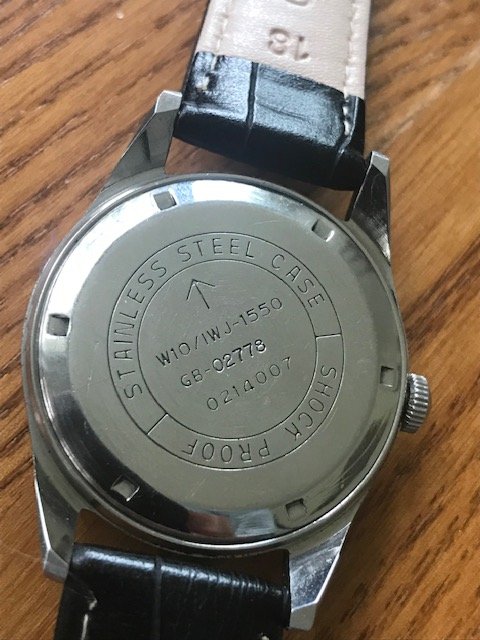 18
STAINLESS STEEL CASE
W10/IWJ-1550
GB-02778
0214007
SHOCK PROOF